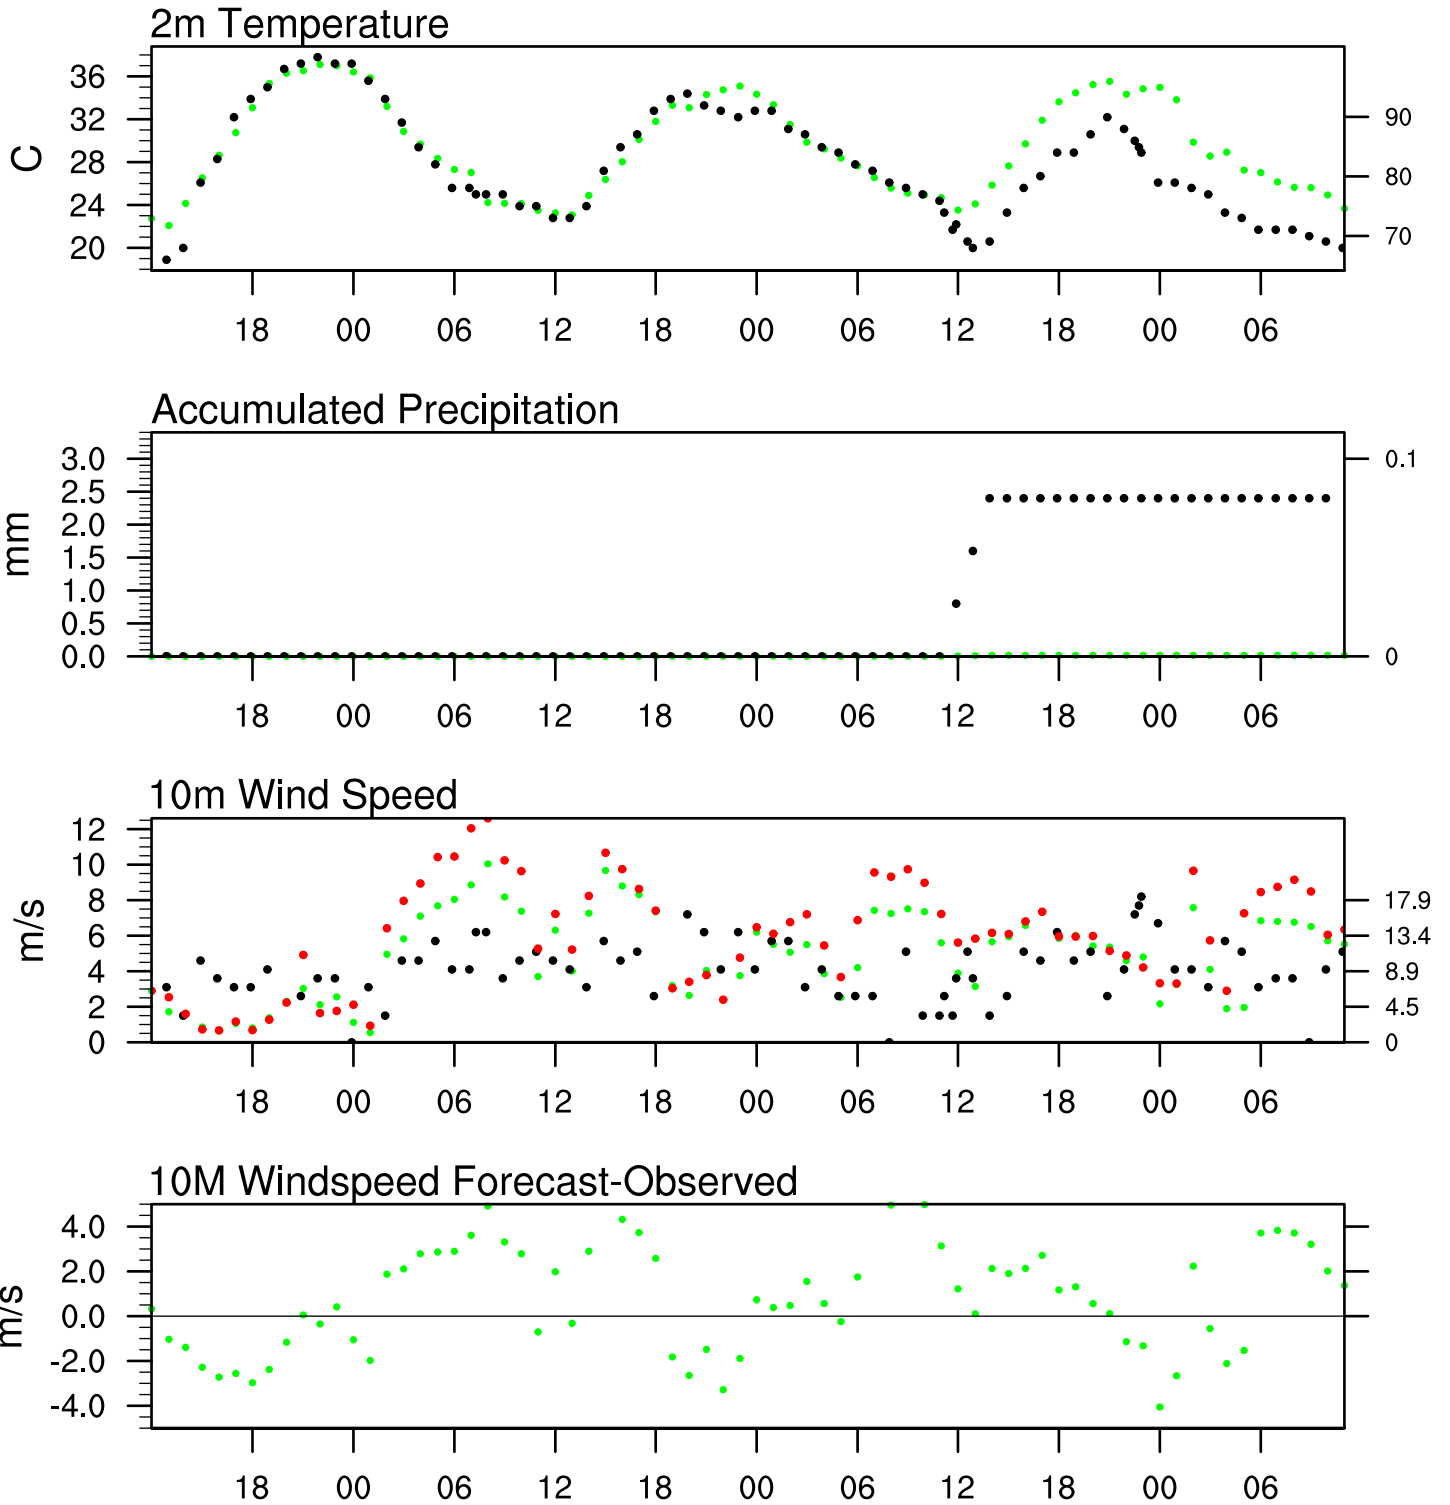 2m Temperature
36
32
28
24
20
C
90
80
70
18 00 06 12 18 00 06 12 18 00 06
Accumulated Precipitation
3.0
2.5
2.0
1.5
1.0
0.5
0.0
mm
0.1
0
18 00 06 12 18 00 06 12 18 00 06
10m Wind Speed
12
10
8
6
4
2
0
m/s
17.9
13.4
8.9
4.5
0
18 00 06 12 18 00 06 12 18 00 06
10M Windspeed Forecast-Observed
4.0
2.0
0.0
-2.0
-4.0
m/s
18 00 06 12 18 00 06 12 18 00 06